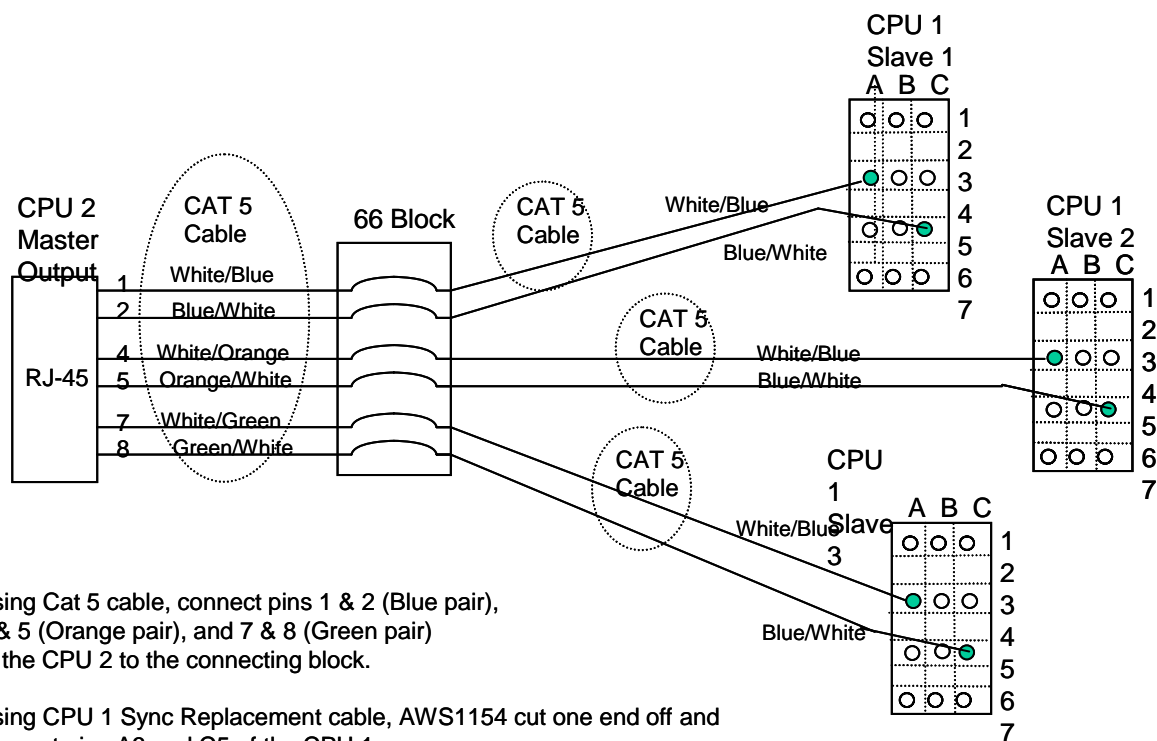 CPU 1
Slave 1
A B C
1
2
3
4
5
6
7
CPU 2
Master
Output
CAT 5
Cable
66 Block
CAT 5
Cable
White/Blue
Blue/White
CPU 1
Slave 2
A B C
1
2
3
4
5
6
7
RJ-45
1 White/Blue
2 Blue/White
4 White/Orange
5 Orange/White
7 White/Green
8 Green/White
CAT 5
Cable
White/Blue
Blue/White
CAT 5
Cable
White/Blue
Blue/White
CPU
1
Slave
3
A B C
1
2
3
4
5
6
7
sing Cat 5 cable, connect pins 1 & 2 (Blue pair),
& 5 (Orange pair), and 7 & 8 (Green pair)
the CPU 2 to the connecting block.
sing CPU 1 Sync Replacement cable, AWS1154 cut one end off and
of the CPU 1